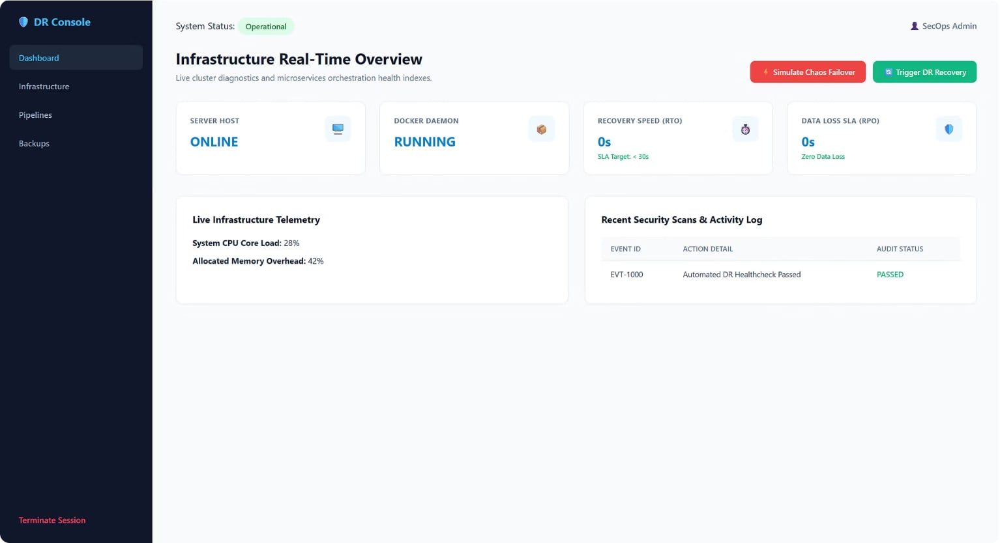 DR Console
Dashboard
Infrastructure
Pipelines
Backups
Terminate Session
System Status: Operational
SecOps Admin
Infrastructure Real-Time Overview
Live cluster diagnostics and microservices orchestration health indexes.
Simulate Chaos Failover
Trigger DR Recovery
SERVER HOST
ONLINE
DOCKER DAEMON
RUNNING
RECOVERY SPEED (RTO)
0s
SLA Target: < 30s
DATA LOSS SLA (RPO)
0s
Zero Data Loss
Live Infrastructure Telemetry
System CPU Core Load: 28%
Allocated Memory Overhead: 42%
Recent Security Scans & Activity Log
EVENT ID ACTION DETAIL AUDIT STATUS
EVT-1000 Automated DR Healthcheck Passed PASSED